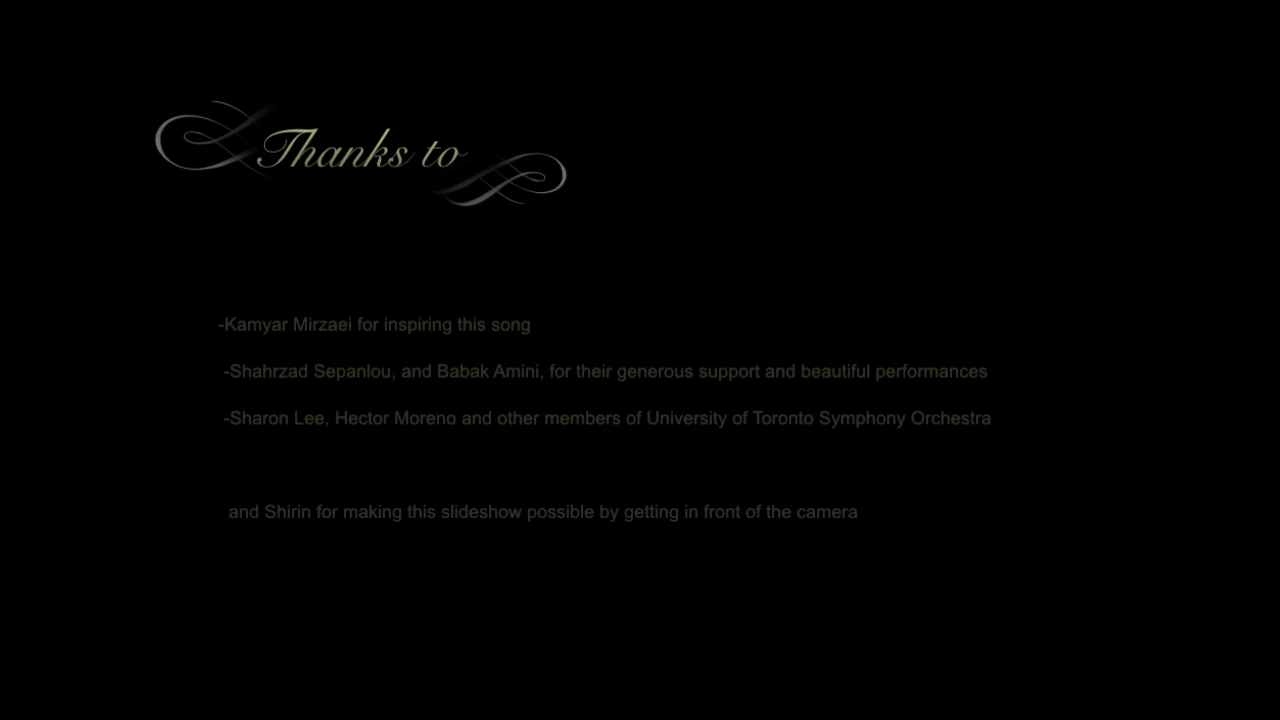 Thanks to
-Kamyar Mirzaei for inspiring this song
-Shahrzad Sepanlou, and Babak Amini, for their generous support and beautiful performances
-Sharon Lee, Hector Moreno and other members of University of Toronto Symphony Orchestra
and Shirin for making this slideshow possible by getting in front of the camera